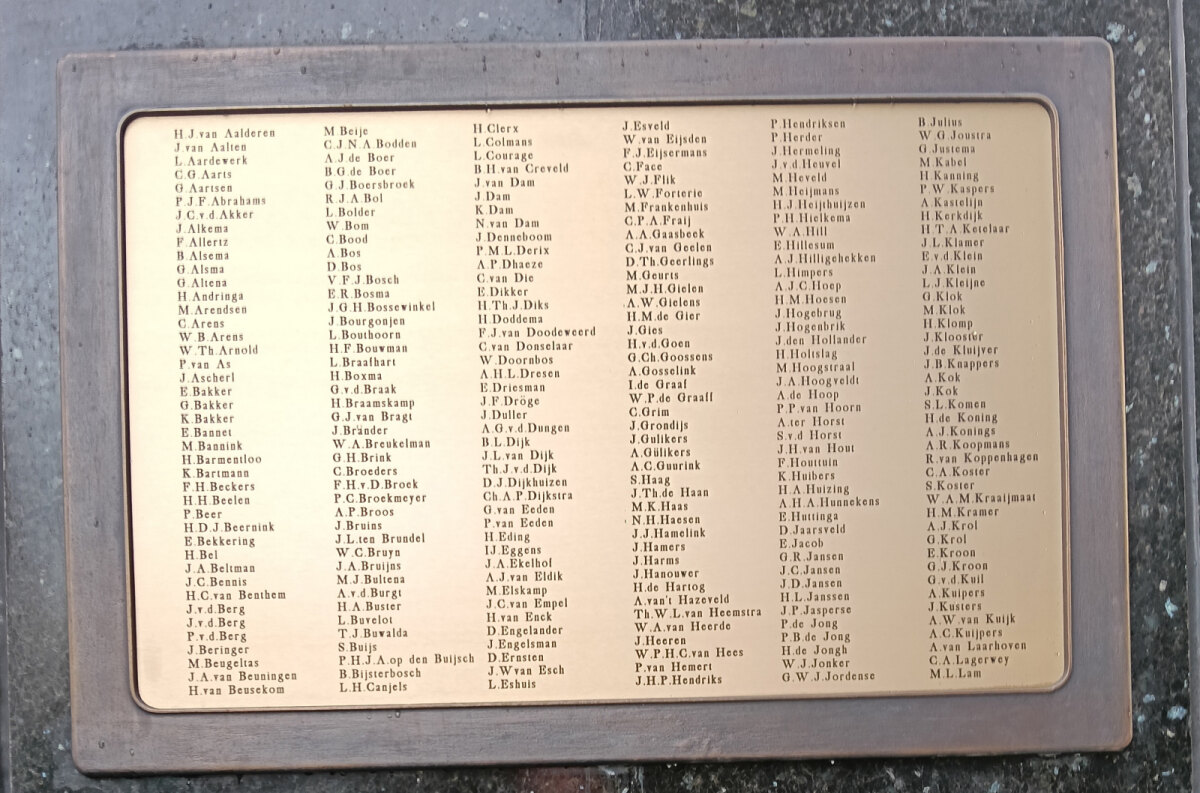 H.J.van Aalderen
J.van Aalten
L.Aardewerk
C.G.Aarts
G.Aartsen
P.J.F.Abrahams
J.C.v.d.Akker
J.Alkema
F.Allertz
B.Alsema
G.Alsma
G.Altena
H.Andringa
M.Arendsen
C.Arens
W.B.Arens
W.Th.Arnold
P.van As
J.Ascherl
E.Bakker
G.Bakker
K.Bakker
E.Bannet
M.Bannink
H.Barmentloo
K.Bartmann
F.H.Beckers
H.H.Beelen
P.Beer
H.D.J.Beernink
E.Bekkering
H.Bel
J.A.Beltman
J.C.Bennis
H.C.van Benthem
J.v.d.Berg
J.v.d.Berg
P.v.d.Berg
J.Beringer
M.Beugeltas
J.A.van Beuningen
H.van Beusekom
M.Beije
C.J.N.A.Bodden
A.J.de Boer
B.G.de Boer
G.J.Boersbroek
R.J.A.Bol
L.Bolder
W.Bom
C.Bood
A.Bos
D.Bos
V.F.J.Bosch
E.R.Bosma
J.G.H.Bossewinkel
J.Bourgonjen
L.Bouthoorn
H.F.Bouwman
L.Braafhart
H.Boxma
G.v.d.Braak
H.Braamskamp
G.J.van Bragt
J.Bränder
W.A.Breukelman
G.H.Brink
C.Broeders
F.H.v.D.Broek
P.C.Broekmeyer
A.P.Broos
J.Bruins
J.L.ten Brundel
W.C.Bruyn
J.A.Bruijns
M.J.Bultena
A.v.d.Burgt
H.A.Buster
L.Buvelot
T.J.Buwalda
S.Buijs
P.H.J.A.op den Buijsch
B.Bijsterbosch
L.H.Canjels
H.Clerx
L.Colmans
L.Courage
B.H.van Creveld
J.van Dam
J.Dam
K.Dam
N.van Dam
J.Denneboom
P.M.L.Derix
A.P.Dhaeze
C.van Die
E.Dikker
H.Th.J.Diks
H.Doddema
F.J.van Doodeweerd
C.van Donselaar
W.Doornbos
A.H.L.Dresen
E.Driesman
J.F.Dröge
J.Duller
A.G.v.d.Dungen
B.L.Dijk
J.L.van Dijk
Th.J.v.d.Dijk
D.J.Dijkhuizen
Ch.A.P.Dijkstra
G.van Eeden
P.van Eeden
H.Eding
IJ.Eggens
J.A.Ekelhof
A.J.van Eldik
M.Elskamp
J.C.van Empel
H.van Enck
D.Engelander
J.Engelsman
D.Ernsten
J.W.van Esch
L.Eshuis
J.Esveld
W.van Eijsden
F.J.Eijsermans
C.Face
W.J.Flik
L.W.Forterie
M.Frankenhuis
C.P.A.Fraij
A.A.Gaasbeek
C.J.van Geelen
D.Th.Geerlings
M.Geurts
M.J.H.Gielen
A.W.Gielens
H.M.de Gier
J.Gies
H.v.d.Goen
G.Ch.Goossens
A.Gosselink
I.de Graaf
W.P.de Graaff
C.Grim
J.Grondijs
J.Gulikers
A.Gülikers
A.C.Guurink
S.Haag
J.Th.de Haan
M.K.Haas
N.H.Haesen
J.J.Hamelink
J.Hamers
J.Harms
J.Hanouwer
H.de Hartog
A.van't Hazeveld
Th.W.L.van Heemstra
W.A.van Heerde
J.Heeren
W.P.H.C.van Hees
P.van Hemert
J.H.P.Hendriks
P.Hendriksen
P.Herder
J.Hermeling
J.v.d.Heuvel
M.Heveld
M.Heijmans
H.J.Heijthuijzen
P.H.Hielkema
W.A.Hill
E.Hillesum
A.J.Hilligehekken
L.Himpers
A.J.C.Hoep
H.M.Hoesen
J.Hogebrug
J.Hogenbrik
J.den Hollander
H.Holtslag
M.Hoogstraal
J.A.Hoogveldt
A.de Hoop
P.P.van Hoorn
A.ter Horst
S.v.d Horst
J.H.van Hout
F.Houttuin
K.Huibers
H.A.Huizing
A.H.A.Hunnekens
E.Huttinga
D.Jaarsveld
E.Jacob
G.R.Jansen
J.C.Jansen
J.D.Jansen
H.L.Janssen
J.P.Jasperse
P.de Jong
P.B.de Jong
H.de Jongh
W.J.Jonker
G.W.J.Jordense
B.Julius
W.G.Joustra
G.Justema
M.Kabel
H.Kanning
P.W.Kaspers
A.Kastelijn
H.Kerkdijk
H.T.A.Ketelaar
J.L.Klamer
E.v.d.Klein
J.A.Klein
L.J.Kleijne
G.Klok
M.Klok
H.Klomp
J.Klooster
J.de Kluijver
J.B.Knappers
A.Kok
J.Kok
S.L.Komen
H.de Koning
A.J.Konings
A.R.Koopmans
R.van Koppenhagen
C.A.Koster
S.Koster
W.A.M.Kraaijmaat
H.M.Kramer
A.J.Krol
G.Krol
E.Kroon
G.J.Kroon
G.v.d.Kuil
A.Kuipers
J.Kusters
A.W.van Kuijk
A.C.Kuijpers
A.van Laarhoven
C.A.Lagerwey
M.L.Lam